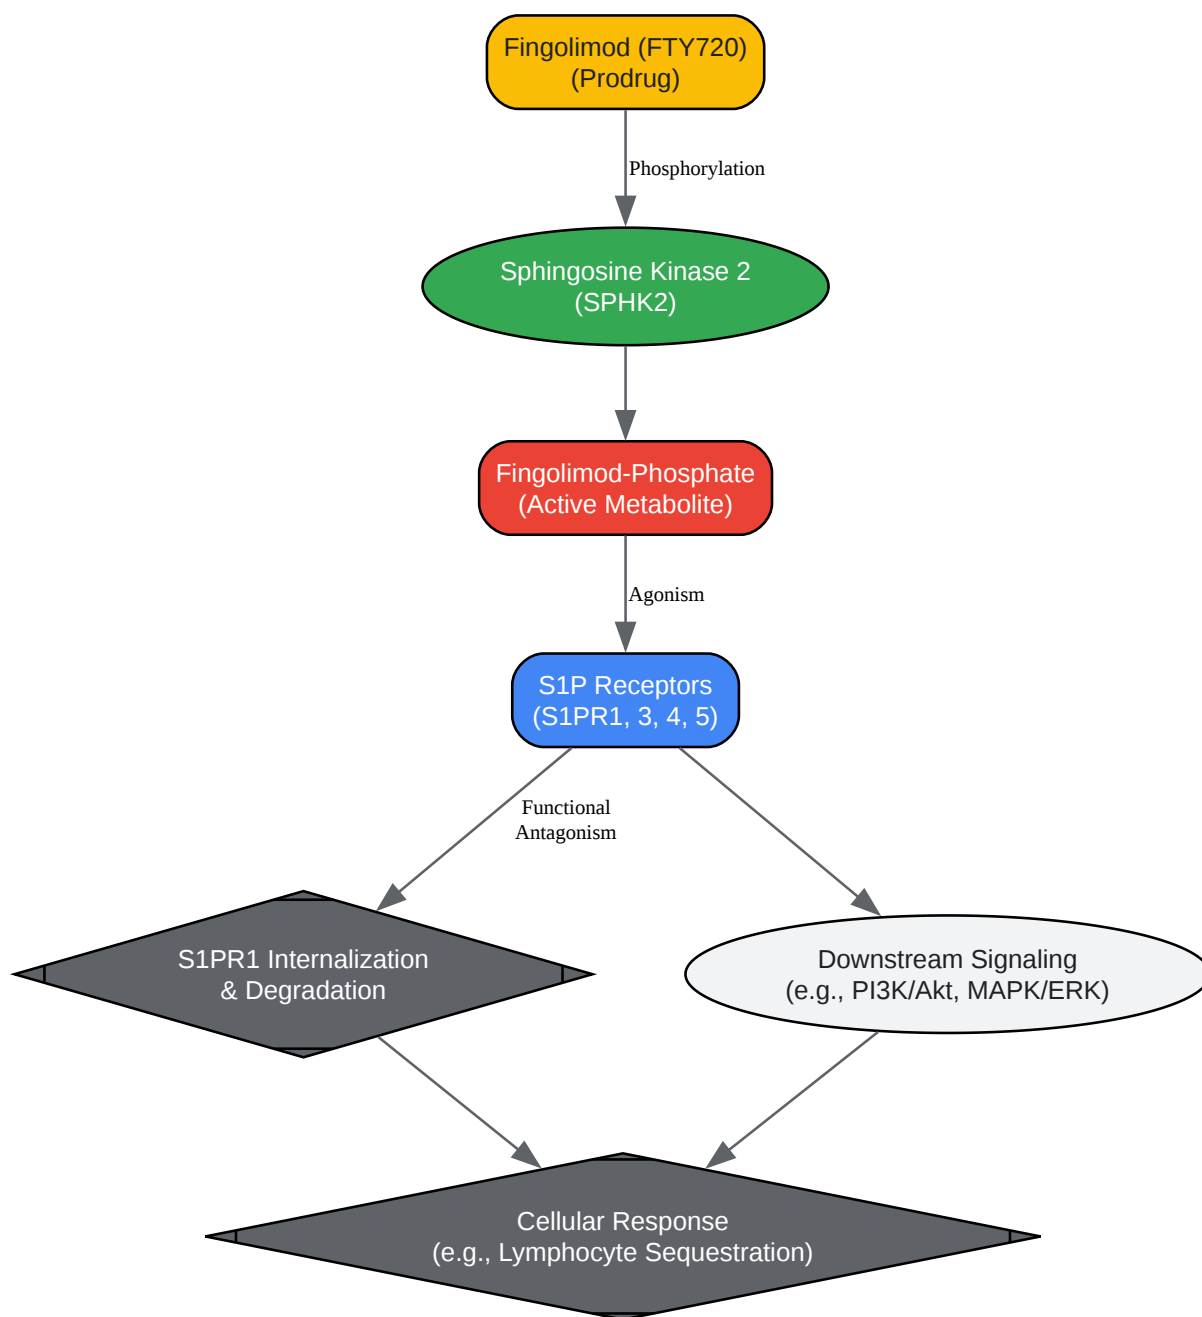 Fingolimod (FTY720)
(Prodrug)
Phosphorylation
Sphingosine Kinase 2
(SPHK2)
Fingolimod-Phosphate
(Active Metabolite)
Agonism
S1P Receptors
(S1PR1, 3, 4, 5)
Functional
Antagonism
S1PR1 Internalization
& Degradation
Downstream Signaling
(e.g., PI3K/Akt, MAPK/ERK)
Cellular Response
(e.g., Lymphocyte Sequestration)